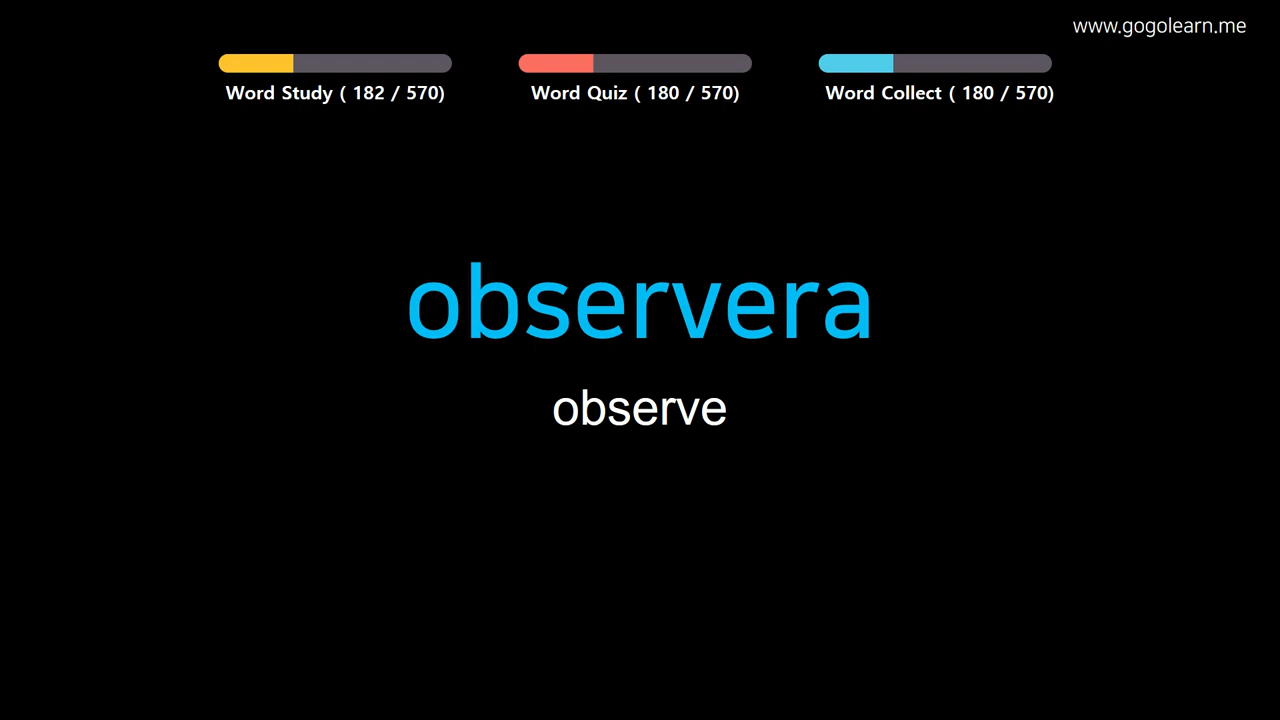 www.gogolearn.me
Word Study ( 182 / 570)
Word Quiz ( 180 / 570)
Word Collect ( 180 / 570)
observera
observe